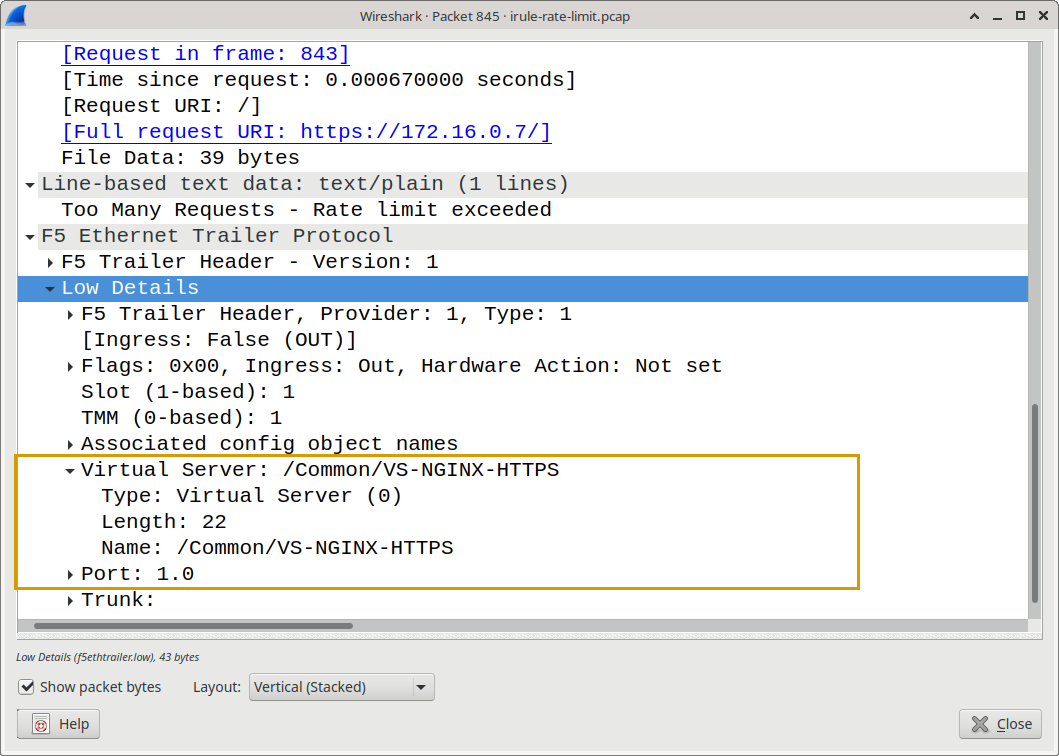 Wireshark · Packet 845 · irule-rate-limit.pcap
[Request in frame: 843]
[Time since request: 0.000670000 seconds]
[Request URI: /]
[Full request URI: https://172.16.0.7/]
File Data: 39 bytes
Line-based text data: text/plain (1 lines)
Too Many Requests - Rate limit exceeded
F5 Ethernet Trailer Protocol
F5 Trailer Header - Version: 1
Low Details
F5 Trailer Header, Provider: 1, Type: 1
[Ingress: False (OUT)]
Flags: 0x00, Ingress: Out, Hardware Action: Not set
Slot (1-based): 1
TMM (0-based): 1
Associated config object names
Virtual Server: /Common/VS-NGINX-HTTPS
Type: Virtual Server (0)
Length: 22
Name: /Common/VS-NGINX-HTTPS
Port: 1.0
Trunk:
Low Details (f5ethtrailer.low), 43 bytes
Show packet bytes Layout: Vertical (Stacked)
Help Close